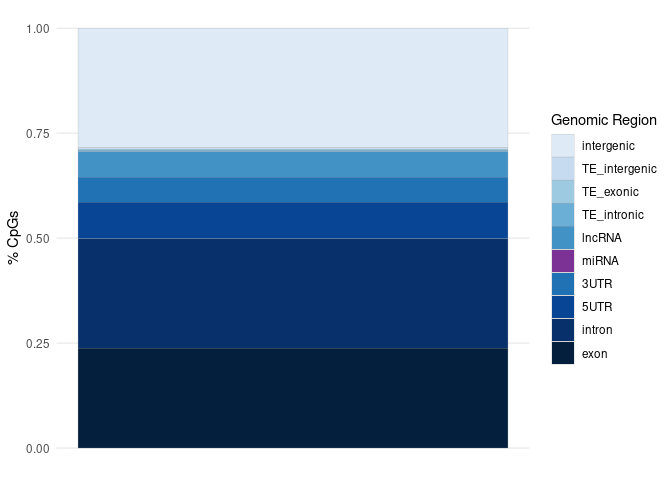 1.00
0.75
0.50
0.25
0.00
% CpGs
Genomic Region
intergenic
TE_intergenic
TE_exonic
TE_intronic
lncRNA
miRNA
3UTR
5UTR
intron
exon